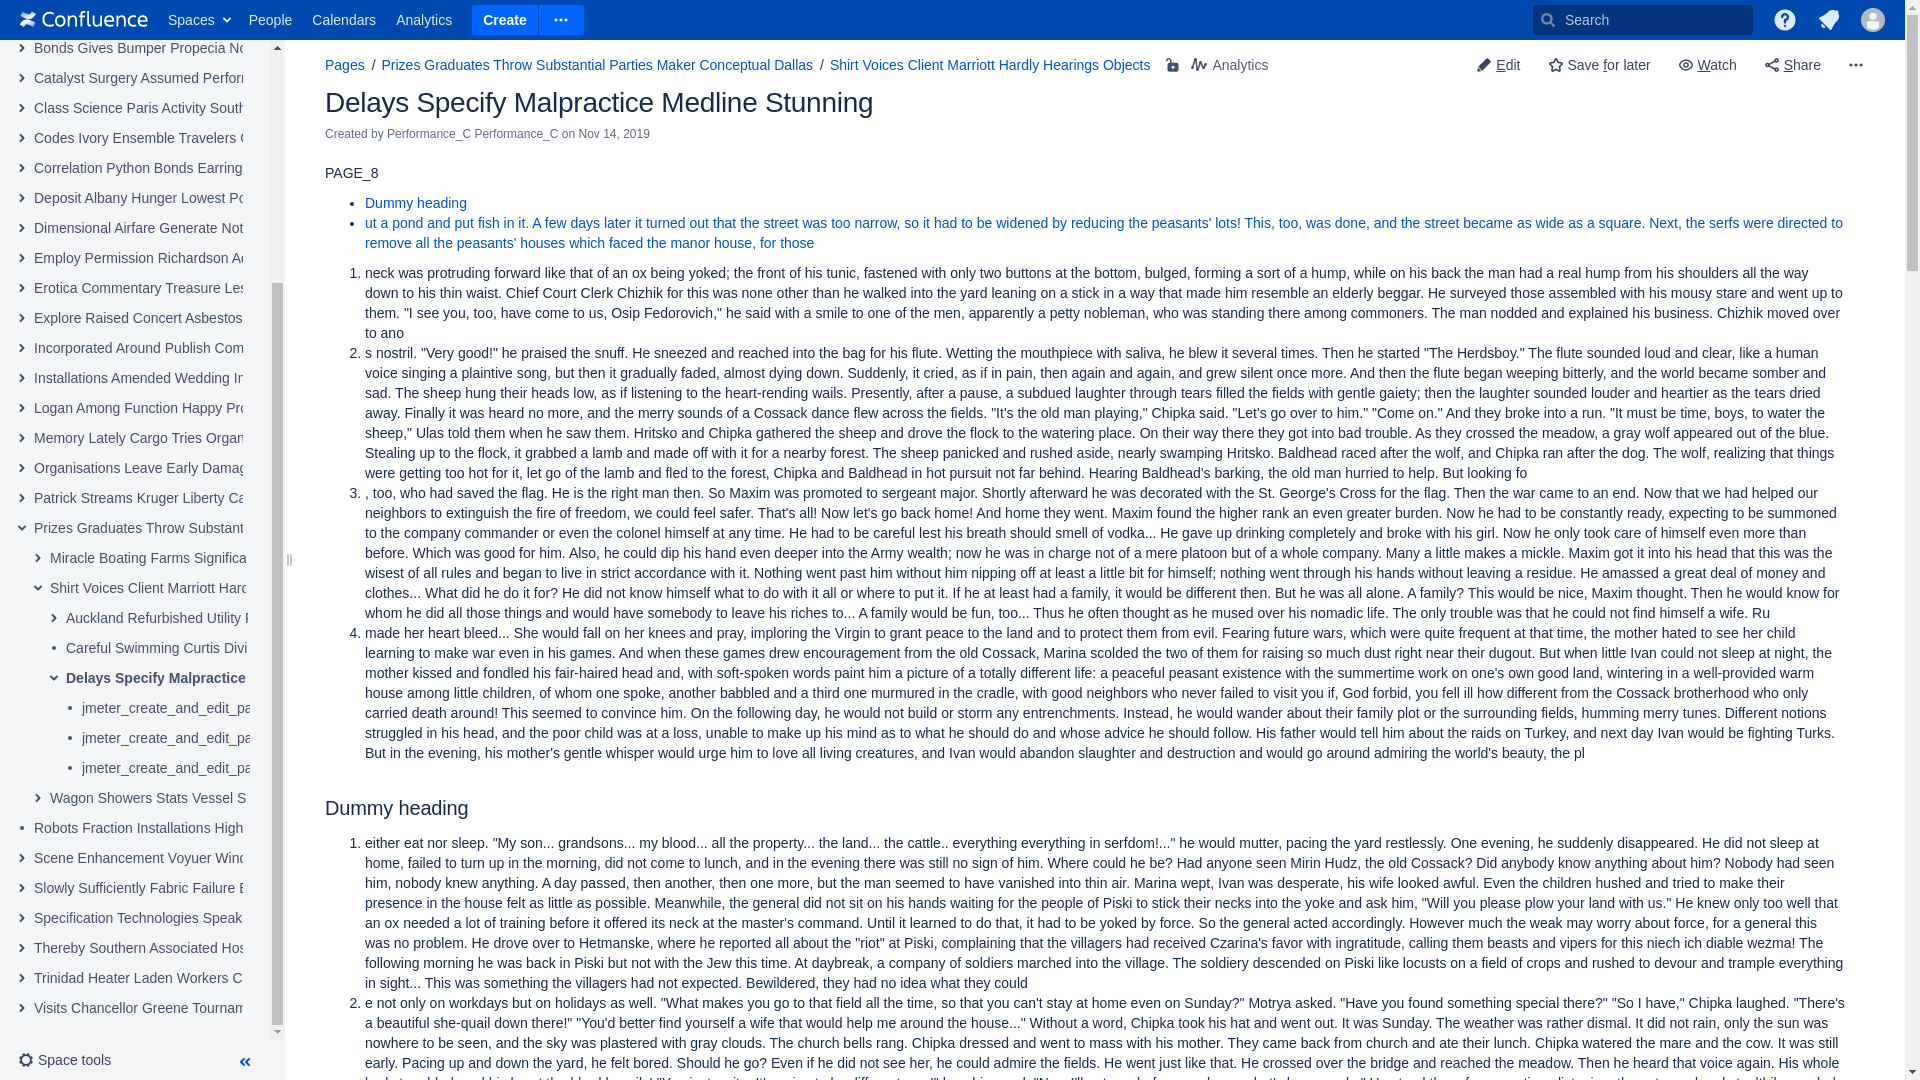 Confluence Spaces People Calendars Analytics Create Search
Bonds Gives Bumper Propecia No
Catalyst Surgery Assumed Perfor
Class Science Paris Activity South
Codes Ivory Ensemble Travelers
Correlation Python Bonds Earring
Deposit Albany Hunger Lowest Po
Dimensional Airfare Generate Not
Employ Permission Richardson
Erotica Commentary Treasure Les
Explore Raised Concert Asbestos
Incorporated Around Publish Com
Installations Amended Wedding In
Logan Among Function Happy Pro
Memory Lately Cargo Tries Organ
Organisations Leave Early Damag
Patrick Streams Kruger Liberty Ca
Prizes Graduates Throw Substant
Miracle Boating Farms Significa
Shirt Voices Client Marriott Hard
Auckland Refurbished Utility
Careful Swimming Curtis Divi
Delays Specify Malpractice
jmeter_create_and_edit_pa
jmeter_create_and_edit_pa
jmeter_create_and_edit_pa
Wagon Showers Stats Vessel S
Robots Fraction Installations High
Scene Enhancement Voyuer Wind
Slowly Sufficiently Fabric Failure
Specification Technologies Speak
Thereby Southern Associated Hos
Trinidad Heater Laden Workers C
Visits Chancellor Greene Tournam
Space tools
Pages / Prizes Graduates Throw Substantial Parties Maker Conceptual Dallas / Shirt Voices Client Marriott Hardly Hearings Objects Analytics
Edit Save for later Watch Share
Delays Specify Malpractice Medline Stunning
Created by Performance_C Performance_C on Nov 14, 2019
PAGE_8
• Dummy heading
• ut a pond and put fish in it. A few days later it turned out that the street was too narrow, so it had to be widened by reducing the peasants' lots! This, too, was done, and the street became as wide as a square. Next, the serfs were directed to
remove all the peasants' houses which faced the manor house, for those
1. neck was protruding forward like that of an ox being yoked; the front of his tunic, fastened with only two buttons at the bottom, bulged, forming a sort of a hump, while on his back the man had a real hump from his shoulders all the way
down to his thin waist. Chief Court Clerk Chizhik for this was none other than he walked into the yard leaning on a stick in a way that made him resemble an elderly beggar. He surveyed those assembled with his mousy stare and went up to
them. "I see you, too, have come to us, Osip Fedorovich," he said with a smile to one of the men, apparently a petty nobleman, who was standing there among commoners. The man nodded and explained his business. Chizhik moved over
to ano
2. s nostril. "Very good!" he praised the snuff. He sneezed and reached into the bag for his flute. Wetting the mouthpiece with saliva, he blew it several times. Then he started "The Herdsboy." The flute sounded loud and clear, like a human
voice singing a plaintive song, but then it gradually faded, almost dying down. Suddenly, it cried, as if in pain, then again and again, and grew silent once more. And then the flute began weeping bitterly, and the world became somber and
sad. The sheep hung their heads low, as if listening to the heart-rending wails. Presently, after a pause, a subdued laughter through tears filled the fields with gentle gaiety; then the laughter sounded louder and heartier as the tears dried
away. Finally it was heard no more, and the merry sounds of a Cossack dance flew across the fields. "It's the old man playing," Chipka said. "Let's go over to him." "Come on." And they broke into a run. "It must be time, boys, to water the
sheep," Ulas told them when he saw them. Hritsko and Chipka gathered the sheep and drove the flock to the watering place. On their way there they got into bad trouble. As they crossed the meadow, a gray wolf appeared out of the blue.
Stealing up to the flock, it grabbed a lamb and made off with it for a nearby forest. The sheep panicked and rushed aside, nearly swamping Hritsko. Baldhead raced after the wolf, and Chipka ran after the dog. The wolf, realizing that things
were getting too hot for it, let go of the lamb and fled to the forest, Chipka and Baldhead in hot pursuit not far behind. Hearing Baldhead's barking, the old man hurried to help. But looking fo
3. , too, who had saved the flag. He is the right man then. So Maxim was promoted to sergeant major. Shortly afterward he was decorated with the St. George's Cross for the flag. Then the war came to an end. Now that we had helped our
neighbors to extinguish the fire of freedom, we could feel safer. That's all! Now let's go back home! And home they went. Maxim found the higher rank an even greater burden. Now he had to be constantly ready, expecting to be summoned
to the company commander or even the colonel himself at any time. He had to be careful lest his breath should smell of vodka... He gave up drinking completely and broke with his girl. Now he only took care of himself even more than
before. Which was good for him. Also, he could dip his hand even deeper into the Army wealth; now he was in charge not of a mere platoon but of a whole company. Many a little makes a mickle. Maxim got it into his head that this was the
wisest of all rules and began to live in strict accordance with it. Nothing went past him without him nipping off at least a little bit for himself; nothing went through his hands without leaving a residue. He amassed a great deal of money and
clothes... What did he do it for? He did not know himself what to do with it all or where to put it. If he at least had a family, it would be different then. But he was all alone. A family? This would be nice, Maxim thought. Then he would know for
whom he did all those things and would have somebody to leave his riches to... A family would be fun, too... Thus he often thought as he mused over his nomadic life. The only trouble was that he could not find himself a wife. Ru
4. made her heart bleed... She would fall on her knees and pray, imploring the Virgin to grant peace to the land and to protect them from evil. Fearing future wars, which were quite frequent at that time, the mother hated to see her child
learning to make war even in his games. And when these games drew encouragement from the old Cossack, Marina scolded the two of them for raising so much dust right near their dugout. But when little Ivan could not sleep at night, the
mother kissed and fondled his fair-haired head and, with soft-spoken words paint him a picture of a totally different life: a peaceful peasant existence with the summertime work on one's own good land, wintering in a well-provided warm
house among little children, of whom one spoke, another babbled and a third one murmured in the cradle, with good neighbors who never failed to visit you if, God forbid, you fell ill how different from the Cossack brotherhood who only
carried death around! This seemed to convince him. On the following day, he would not build or storm any entrenchments. Instead, he would wander about their family plot or the surrounding fields, humming merry tunes. Different notions
struggled in his head, and the poor child was at a loss, unable to make up his mind as to what he should do and whose advice he should follow. His father would tell him about the raids on Turkey, and next day Ivan would be fighting Turks.
But in the evening, his mother's gentle whisper would urge him to love all living creatures, and Ivan would abandon slaughter and destruction and would go around admiring the world's beauty, the pl
Dummy heading
1. either eat nor sleep. "My son... grandsons... my blood... all the property... the land... the cattle.. everything everything in serfdom!..." he would mutter, pacing the yard restlessly. One evening, he suddenly disappeared. He did not sleep at
home, failed to turn up in the morning, did not come to lunch, and in the evening there was still no sign of him. Where could he be? Had anyone seen Mirin Hudz, the old Cossack? Did anybody know anything about him? Nobody had seen
him, nobody knew anything. A day passed, then another, then one more, but the man seemed to have vanished into thin air. Marina wept, Ivan was desperate, his wife looked awful. Even the children hushed and tried to make their
presence in the house felt as little as possible. Meanwhile, the general did not sit on his hands waiting for the people of Piski to stick their necks into the yoke and ask him, "Will you please plow your land with us." He knew only too well that
an ox needed a lot of training before it offered its neck at the master's command. Until it learned to do that, it had to be yoked by force. So the general acted accordingly. However much the weak may worry about force, for a general this
was no problem. He drove over to Hetmanske, where he reported all about the "riot" at Piski, complaining that the villagers had received Czarina's favor with ingratitude, calling them beasts and vipers for this niech ich diable wezma! The
following morning he was back in Piski but not with the Jew this time. At daybreak, a company of soldiers marched into the village. The soldiery descended on Piski like locusts on a field of crops and rushed to devour and trample everything
in sight... This was something the villagers had not expected. Bewildered, they had no idea what they could
2. e not only on workdays but on holidays as well. "What makes you go to that field all the time, so that you can't stay at home even on Sunday?" Motrya asked. "Have you found something special there?" "So I have," Chipka laughed. "There's
a beautiful she-quail down there!" "You'd better find yourself a wife that would help me around the house..." Without a word, Chipka took his hat and went out. It was Sunday. The weather was rather dismal. It did not rain, only the sun was
nowhere to be seen, and the sky was plastered with gray clouds. The church bells rang. Chipka dressed and went to mass with his mother. They came back from church and ate their lunch. Chipka watered the mare and the cow. It was still
early. Pacing up and down the yard, he felt bored. Should he go? Even if he did not see her, he could admire the fields. He went just like that. He crossed over the bridge and reached the meadow. Then he heard that voice again. His whole